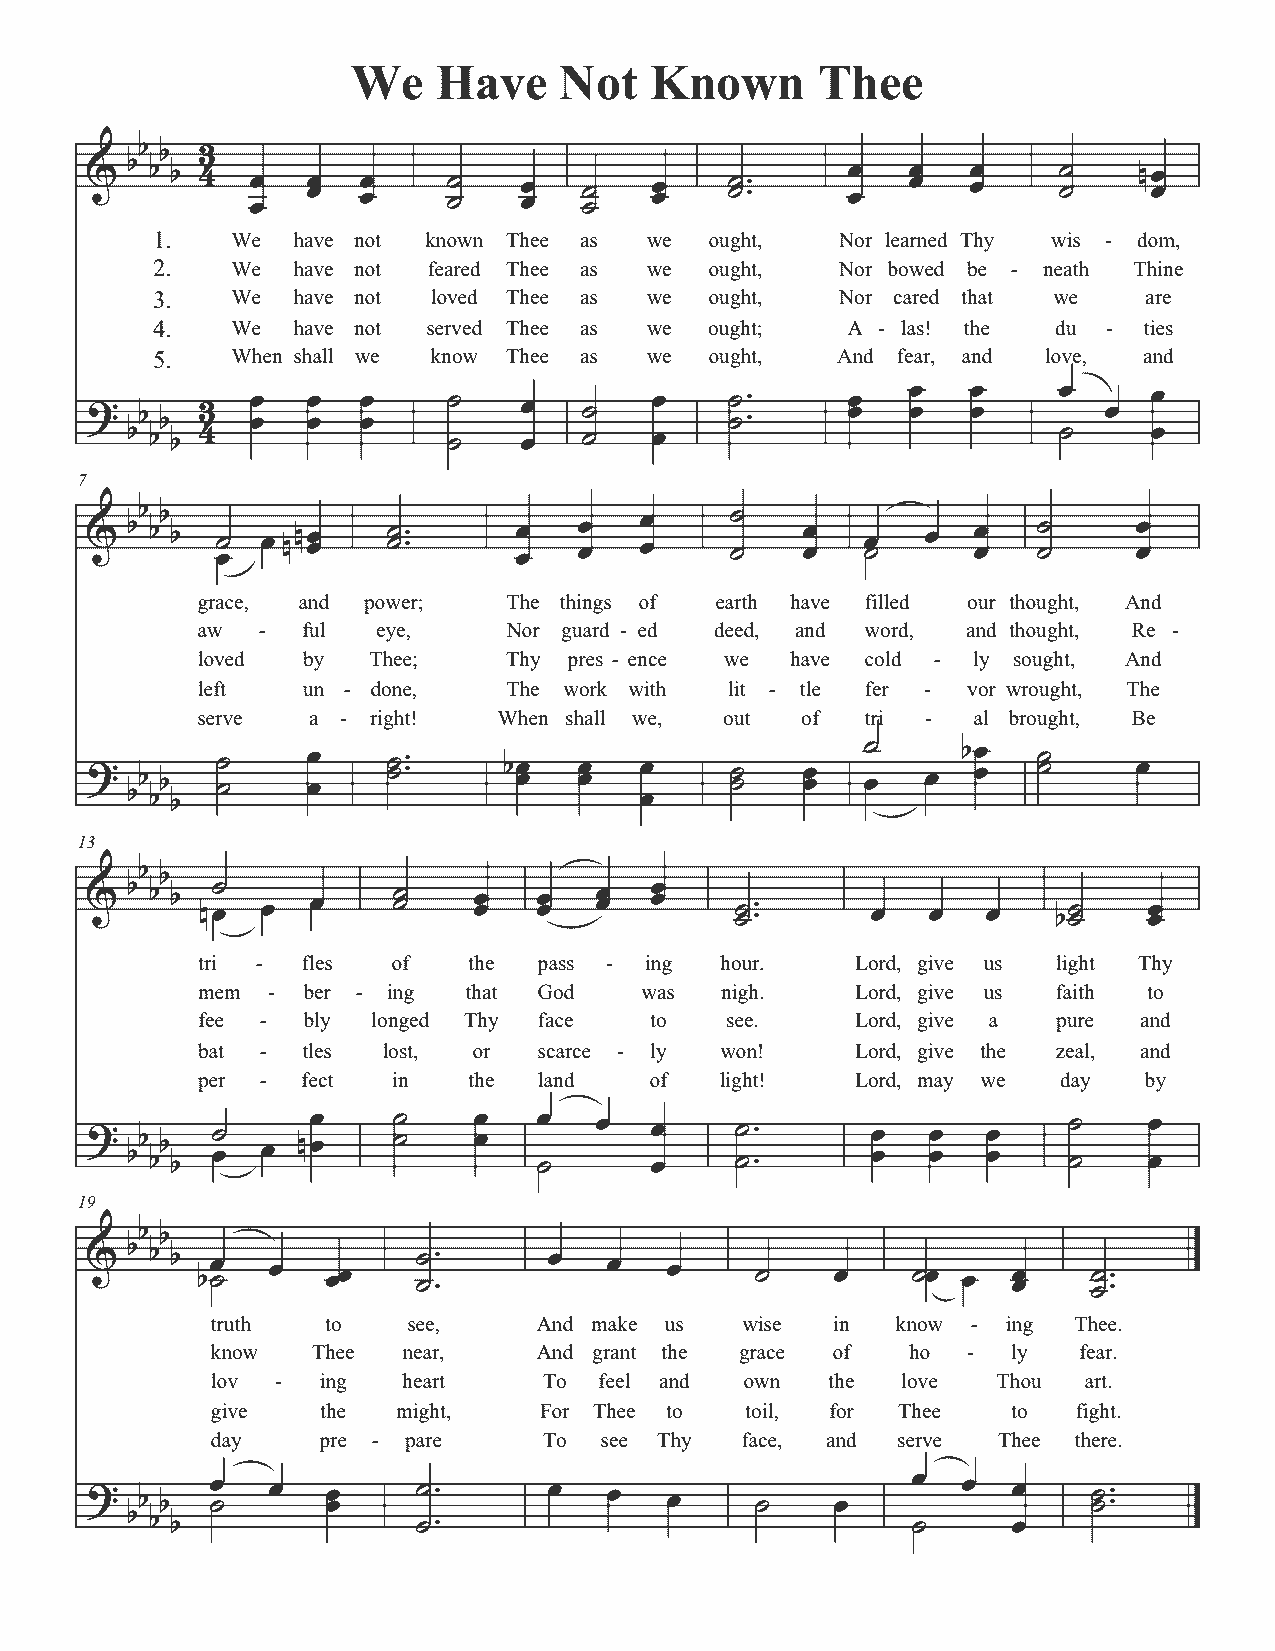 We Have Not Known Thee
3
4
1. We have not known Thee as we ought, Nor learned Thy wis - dom,
2. We have not feared Thee as we ought, Nor bowed be - neath Thine
3. We have not loved Thee as we ought, Nor cared that we are
4. We have not served Thee as we ought; A - las! the du - ties
5. When shall we know Thee as we ought, And fear, and love, and
3
4
7
grace, and power; The things of earth have filled our thought, And
aw - ful eye, Nor guard - ed deed, and word, and thought, Re -
loved by Thee; Thy pres - ence we have cold - ly sought, And
left un - done, The work with lit - tle fer - vor wrought, The
serve a - right! When shall we, out of tri - al brought, Be
13
tri - fles of the pass - ing hour. Lord, give us light Thy
mem - ber - ing that God was nigh. Lord, give us faith to
fee - bly longed Thy face to see. Lord, give a pure and
bat - tles lost, or scarce - ly won! Lord, give the zeal, and
per - fect in the land of light! Lord, may we day by
19
truth to see, And make us wise in know - ing Thee.
know Thee near, And grant the grace of ho - ly fear.
lov - ing heart To feel and own the love Thou art.
give the might, For Thee to toil, for Thee to fight.
day pre - pare To see Thy face, and serve Thee there.